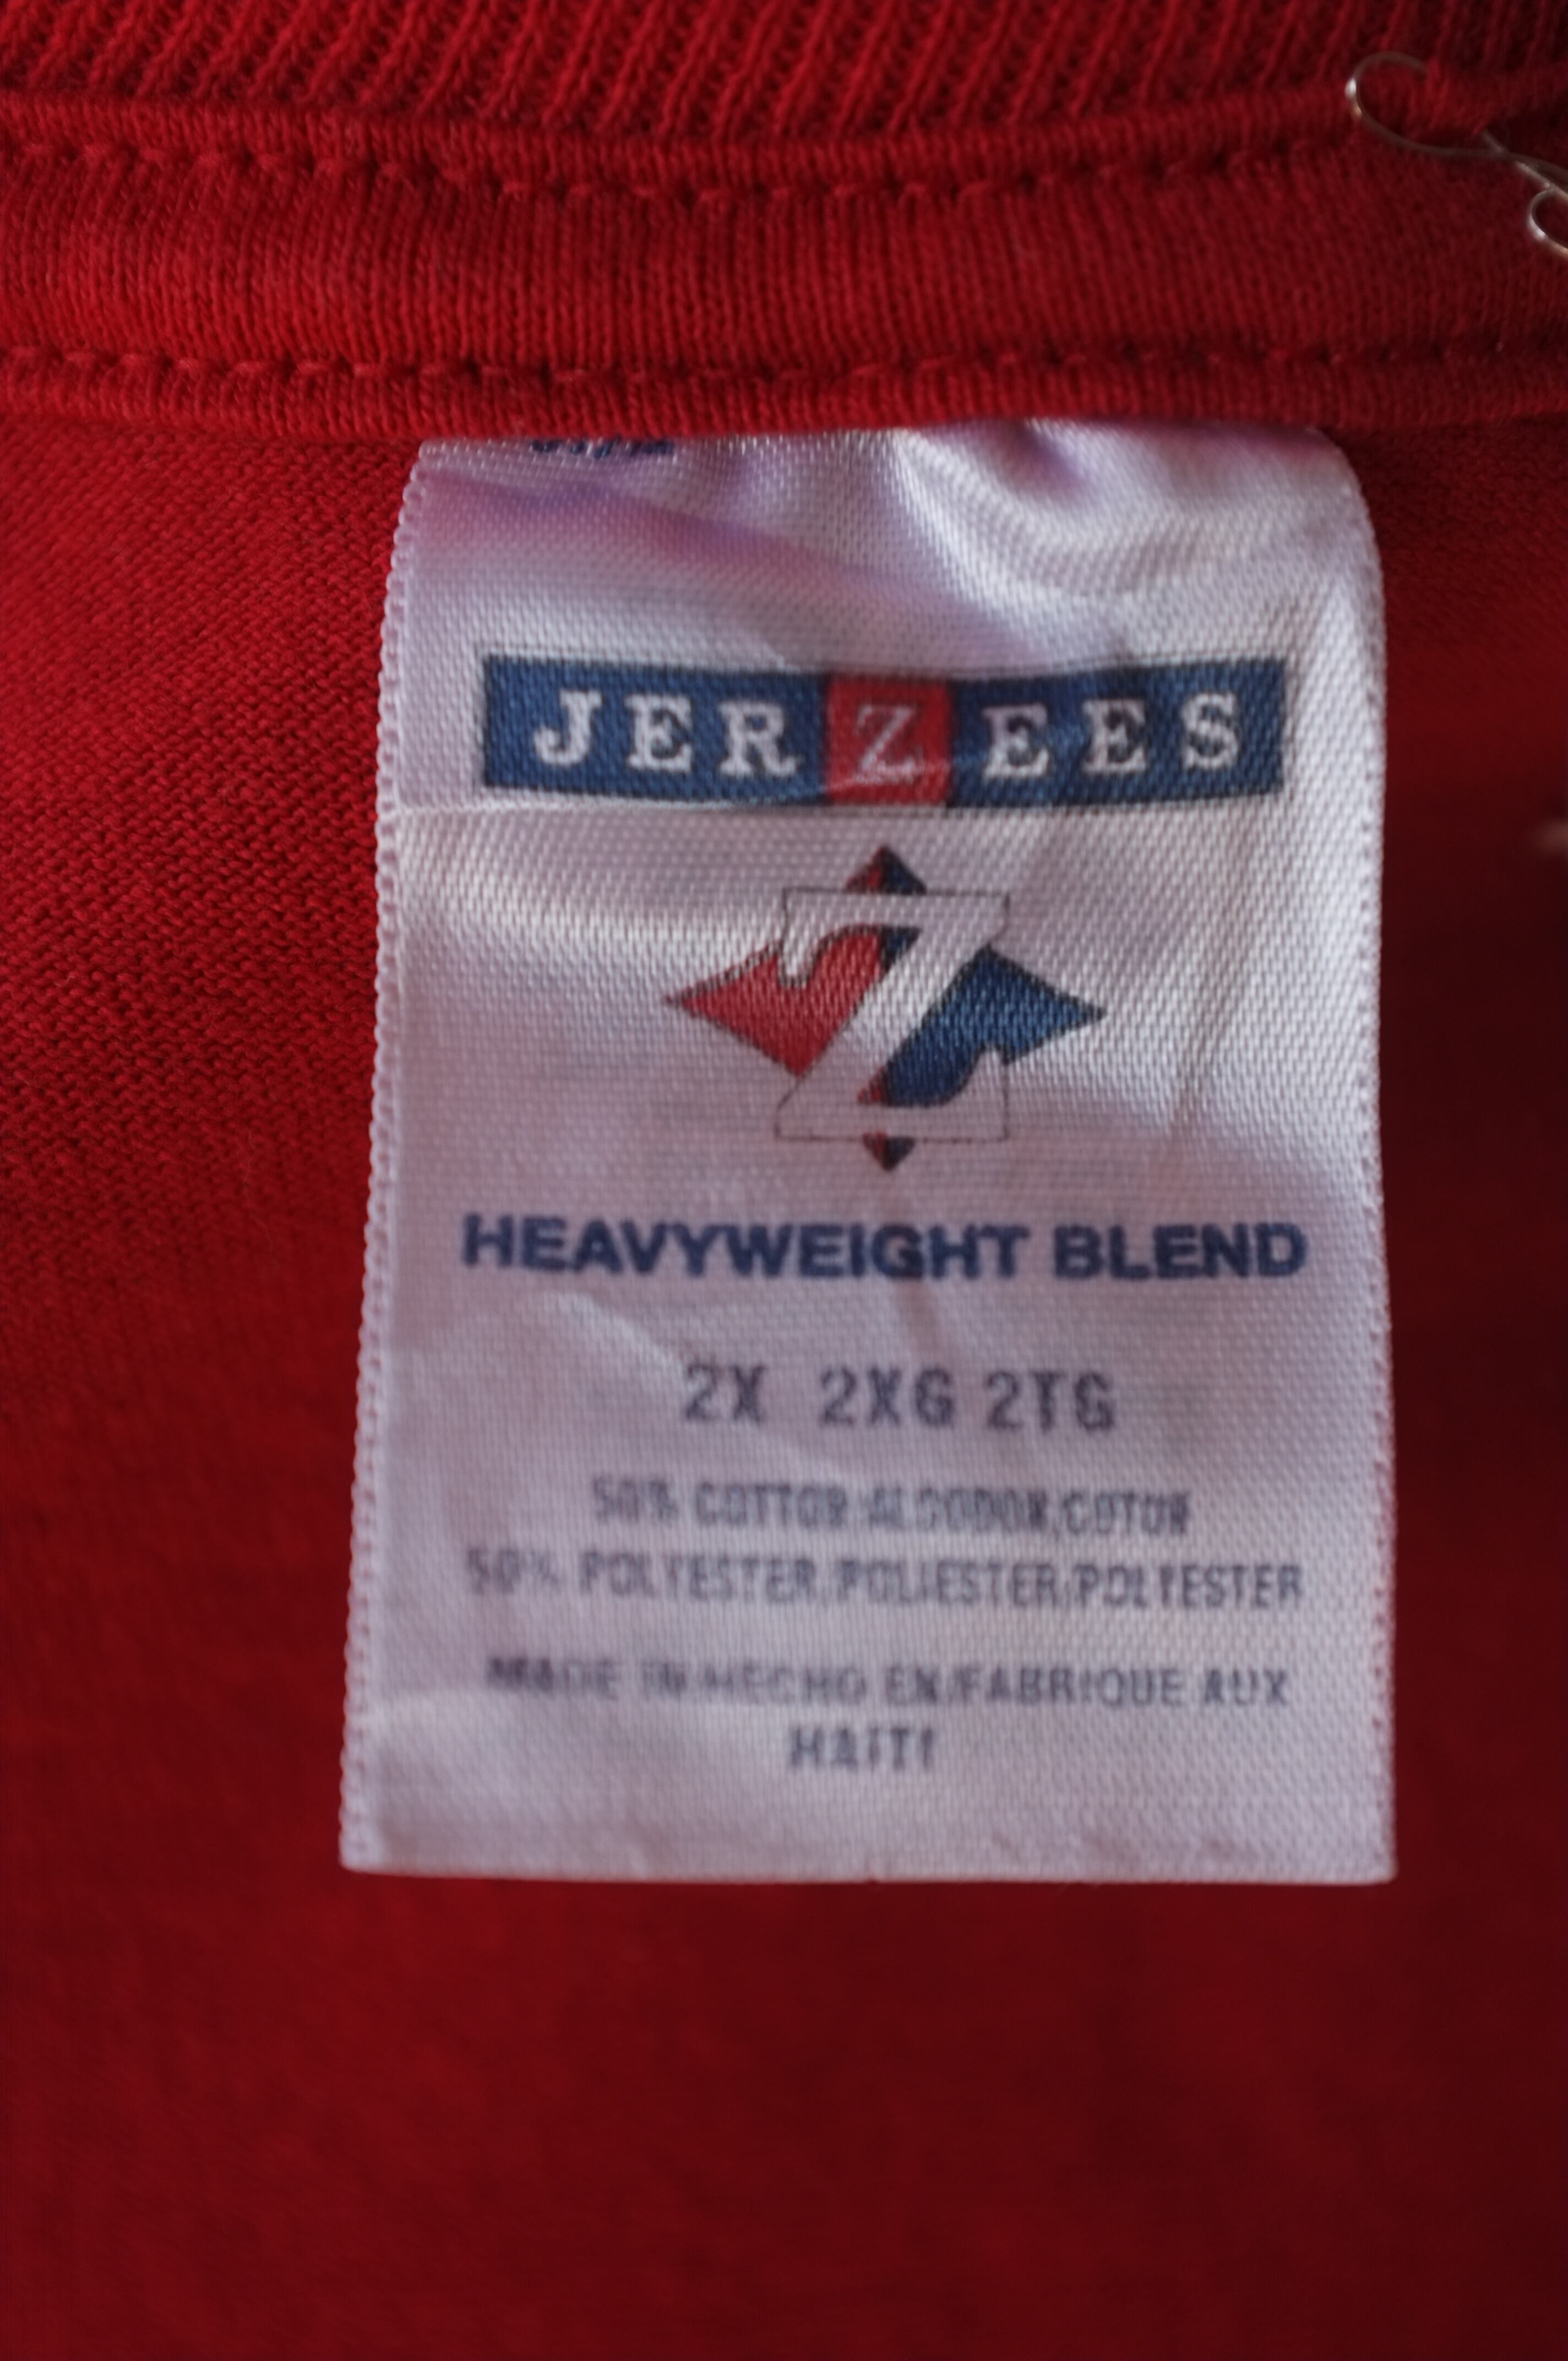 JERZEES
Z
HEAVYWEIGHT BLEND
2X 2XG 2TG
50% COTTON/ALGODON/COTON
50% POLYESTER/POLIESTER/POLYESTER
MADE IN/HECHO EN/FABRIQUE AUX
HAITI